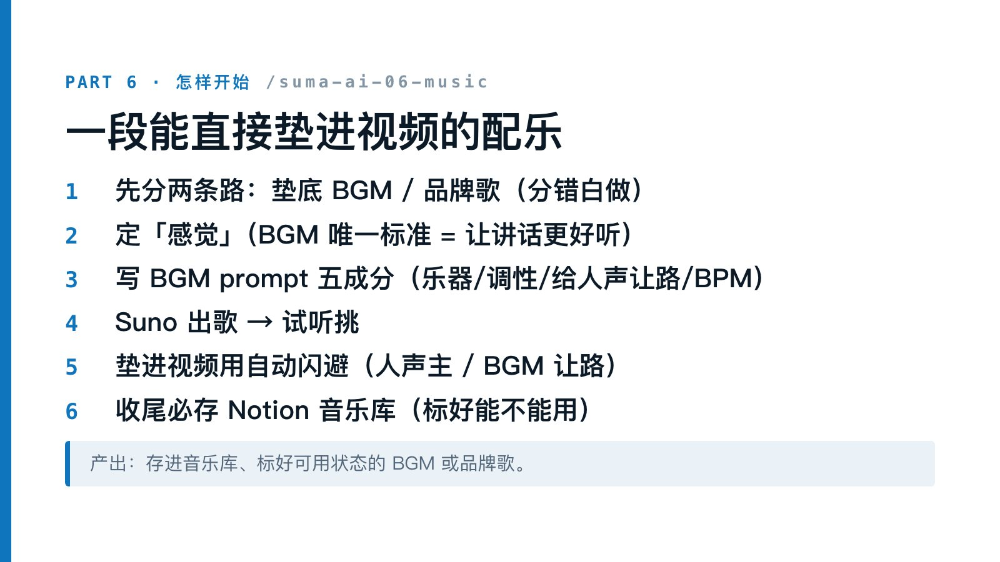 PART 6 · 怎样开始 /suma-ai-06-music
一段能直接垫进视频的配乐
1 先分两条路：垫底 BGM / 品牌歌（分错白做）
2 定「感觉」（BGM 唯一标准 = 让讲话更好听）
3 写 BGM prompt 五成分（乐器/调性/给人声让路/BPM）
4 Suno 出歌 → 试听挑
5 垫进视频用自动闪避（人声主 / BGM 让路）
6 收尾必存 Notion 音乐库（标好能不能用）
产出：存进音乐库、标好可用状态的 BGM 或品牌歌。